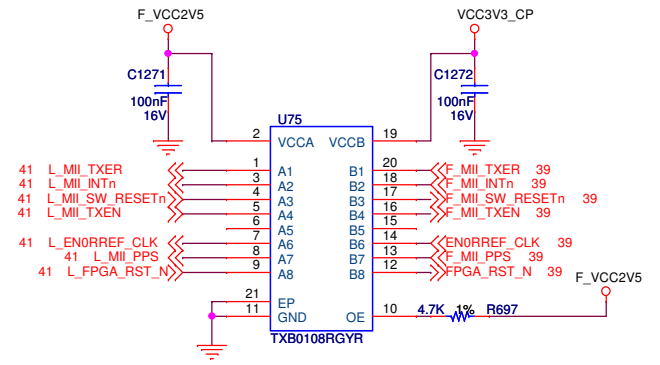 F_VCC2V5 VCC3V3_CP
C1271 C1272
100nF 100nF
16V 16V
U75
2 VCCA VCCB 19
41 L_MII_TXER 1 A1 B1 20 F_MII_TXER 39
41 L_MII_INTn 3 A2 B2 18 F_MII_INTn 39
41 L_MII_SW_RESETn 4 A3 B3 17 F_MII_SW_RESETn 39
41 L_MII_TXEN 5 A4 B4 16 F_MII_TXEN 39
6 A5 B5 15
41 L_EN0RREF_CLK 7 A6 B6 14 EN0RREF_CLK 39
41 L_MII_PPS 8 A7 B7 13 F_MII_PPS 39
41 L_FPGA_RST_N 9 A8 B8 12 FPGA_RST_N 39
F_VCC2V5
21 EP
11 GND OE 10 4.7K 1% R697
TXB0108RGYR